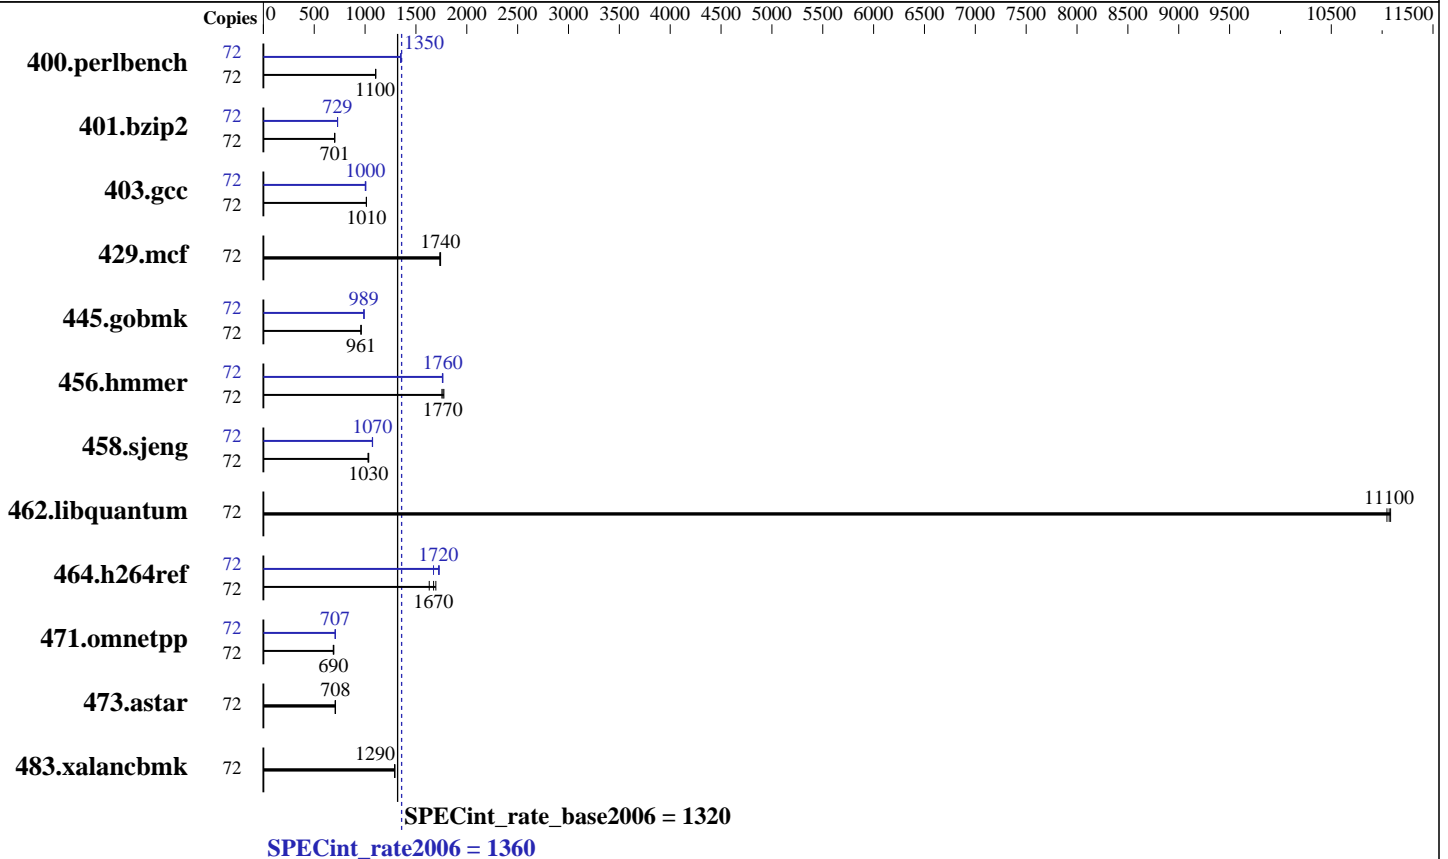 Copies 0 500 1000 1500 2000 2500 3000 3500 4000 4500 5000 5500 6000 6500 7000 7500 8000 8500 9000 9500 10500 11500
400.perlbench 72 1350
72 1100
401.bzip2 72 729
72 701
403.gcc 72 1000
72 1010
429.mcf 72 1740
445.gobmk 72 989
72 961
456.hmmer 72 1760
72 1770
458.sjeng 72 1070
72 1030
462.libquantum 72 11100
464.h264ref 72 1720
72 1670
471.omnetpp 72 707
72 690
473.astar 72 708
483.xalancbmk 72 1290
SPECint_rate_base2006 = 1320
SPECint_rate2006 = 1360